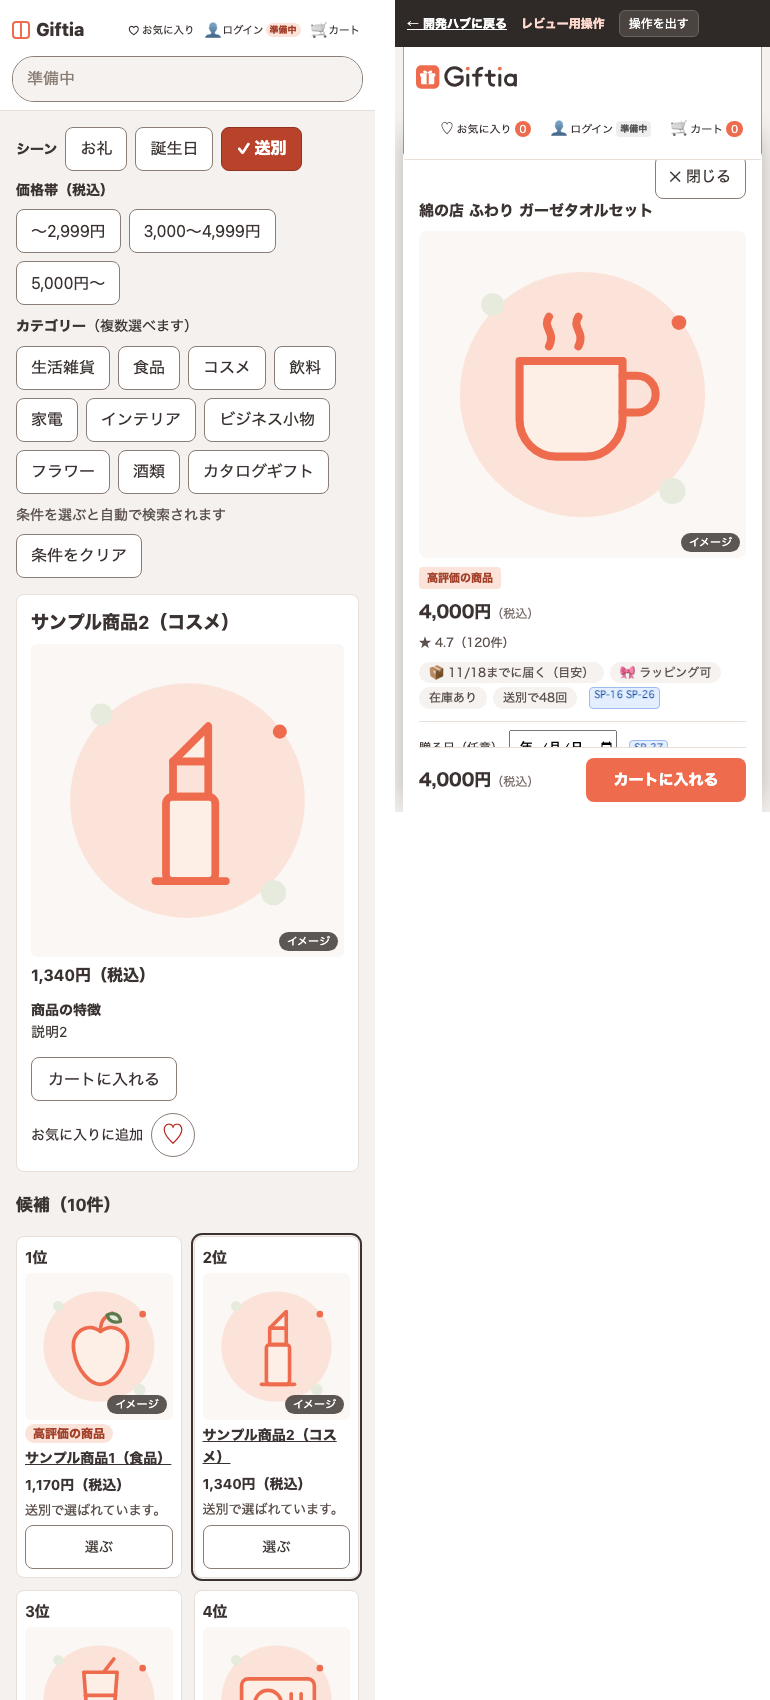 Giftia
お気に入り
ログイン 準備中
カート
準備中
シーン お礼 誕生日 送別
価格帯（税込）
～2,999円 3,000～4,999円
5,000円～
カテゴリー（複数選べます）
生活雑貨 食品 コスメ 飲料
家電 インテリア ビジネス小物
フラワー 酒類 カタログギフト
条件を選ぶと自動で検索されます
条件をクリア
サンプル商品2（コスメ）
イメージ
1,340円（税込）
商品の特徴
説明2
カートに入れる
お気に入りに追加
候補（10件）
1位
イメージ
高評価の商品
サンプル商品1（食品）
1,170円（税込）
送別で選ばれています。
選ぶ
2位
イメージ
サンプル商品2（コス
メ）
1,340円（税込）
送別で選ばれています。
選ぶ
3位
4位
← 開発ハブに戻る レビュー用操作 操作を出す
Giftia
お気に入り 0
ログイン 準備中
カート 0
× 閉じる
綿の店 ふわり ガーゼタオルセット
イメージ
高評価の商品
4,000円（税込）
★ 4.7（120件）
11/18までに届く（目安） ラッピング可
在庫あり 送別で48回 SP-16 SP-26
贈る日（任意） 年 /月/日 SP-27
4,000円（税込） カートに入れる